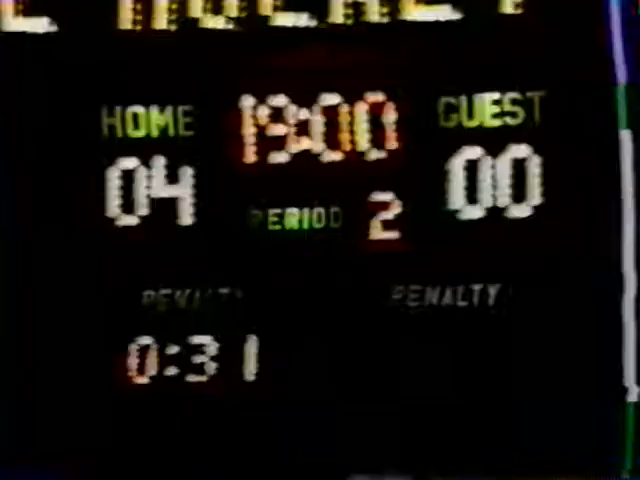 HOME 19:00 GUEST
04 00
PERIOD 2
PENALTY PENALTY
0:31